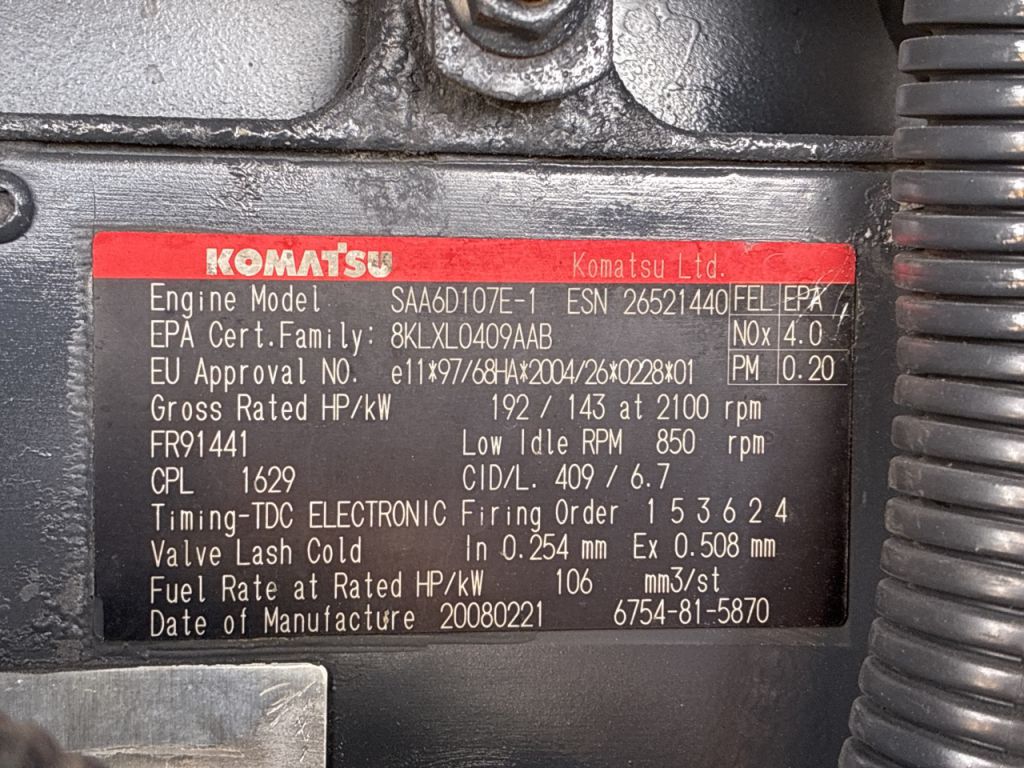 KOMATSU Komatsu Ltd.
Engine Model SAA6D107E-1 ESN 26521440 FEL EPA
EPA Cert.Family: 8KLXL0409AAB NOx 4.0
EU Approval NO. e11*97/68HA*2004/26*0228*01 PM 0.20
Gross Rated HP/kW 192 / 143 at 2100 rpm
FR91441 Low Idle RPM 850 rpm
CPL 1629 CID/L. 409 / 6.7
Timing-TDC ELECTRONIC Firing Order 1 5 3 6 2 4
Valve Lash Cold In 0.254 mm Ex 0.508 mm
Fuel Rate at Rated HP/kW 106 mm3/st
Date of Manufacture 20080221 6754-81-5870